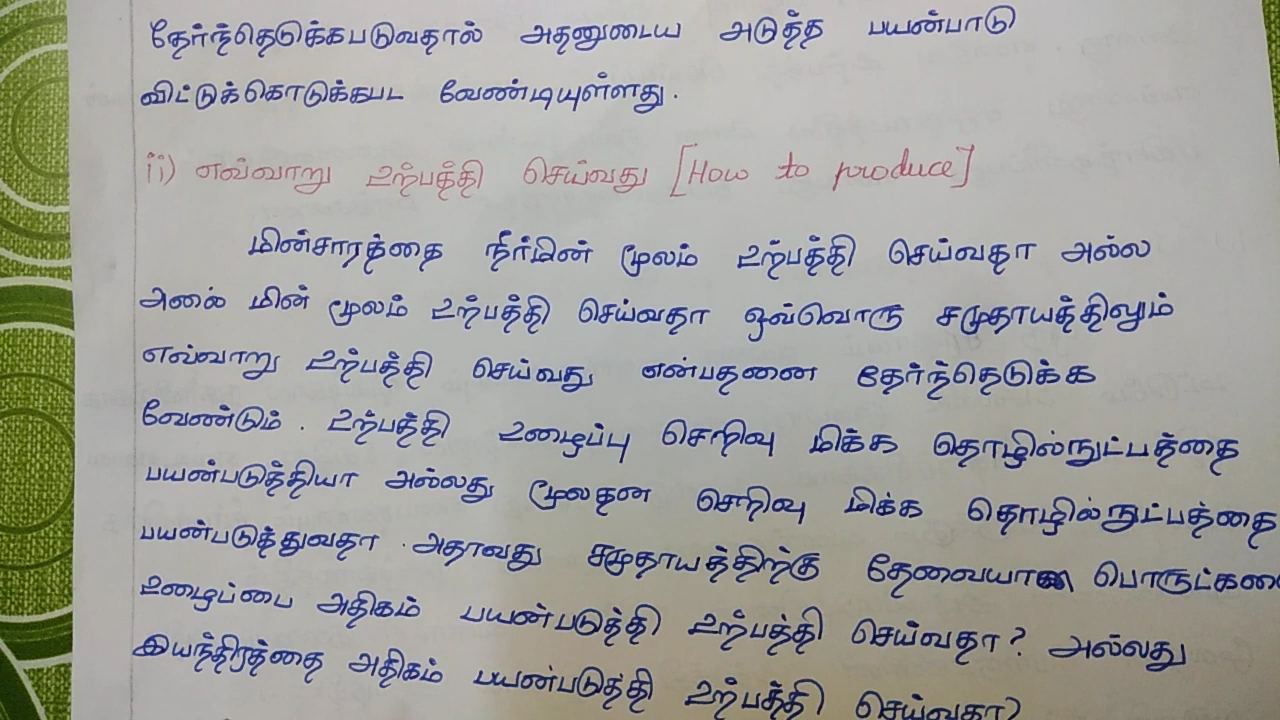 தேர்ந்தெடுக்கபடுவதால் அதனுடைய அடுத்த பயன்பாடு
விட்டுக்கொடுக்கபட வேண்டியுள்ளது.
ii) எவ்வாறு உற்பத்தி செய்வது [How to produce]
மின்சாரத்தை நீர்மின் மூலம் உற்பத்தி செய்வதா அல்ல
அனல் மின் மூலம் உற்பத்தி செய்வதா ஒவ்வொரு சமுதாயத்திலும்
எவ்வாறு உற்பத்தி செய்வது என்பதனை தேர்ந்தெடுக்க
வேண்டும். உற்பத்தி உழைப்பு செறிவு மிக்க தொழில்நுட்பத்தை
பயன்படுத்தியா அல்லது மூலதன செறிவு மிக்க தொழில்நுட்பத்தை
பயன்படுத்துவதா. அதாவது சமுதாயத்திற்கு தேவையான
உழைப்பை அதிகம் பயன்படுத்தி உற்பத்தி செய்வதா? அல்லது
இயந்திரத்தை அதிகம் பயன்படுத்தி உற்பத்தி செய்வதா?